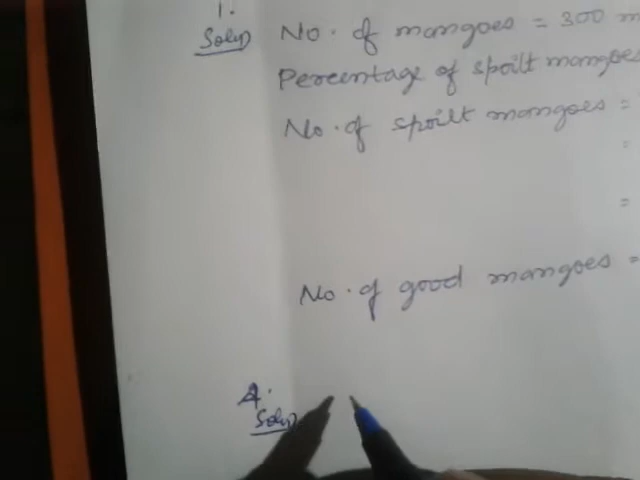 1.
Soln No. of mangoes = 300 m
Percentage of spoilt mangoes
No. of spoilt mangoes =
=
No. of good mangoes =
2.
Soln